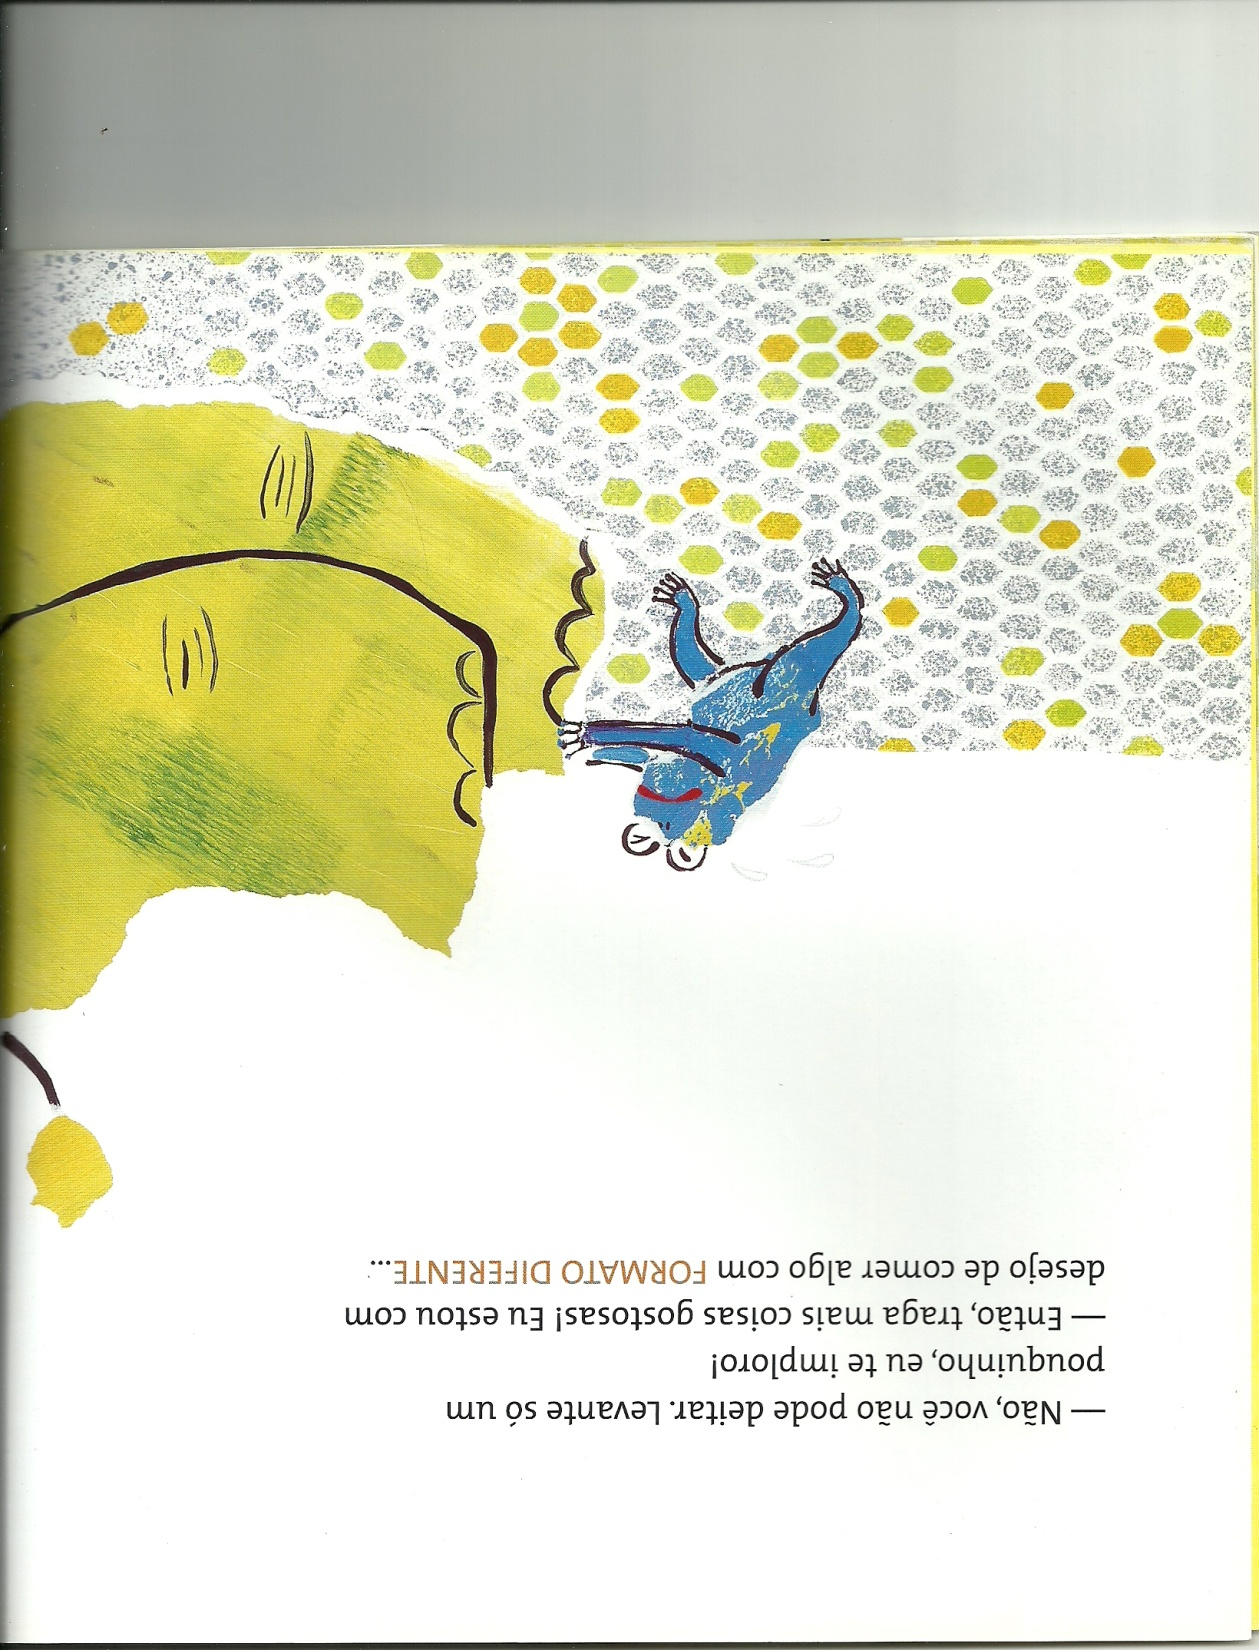 — Não, você não pode deitar. Levante só um
pouquinho, eu te imploro!
— Então, traga mais coisas gostosas! Eu estou com
desejo de comer algo com FORMATO DIFERENTE...